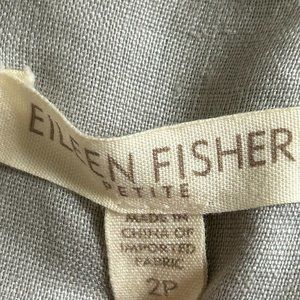 EILEEN FISHER
PETITE
MADE IN
CHINA OF
IMPORTED
FABRIC
2P